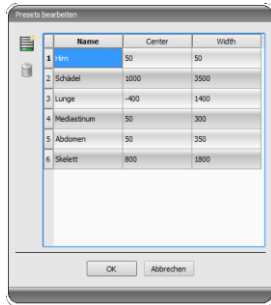 Presets bearbeiten
Name Center Width
1 Hirn 50 50
2 Schädel 1000 3500
3 Lunge -400 1400
4 Mediastinum 50 300
5 Abdomen 50 350
6 Skelett 800 1800
OK Abbrechen